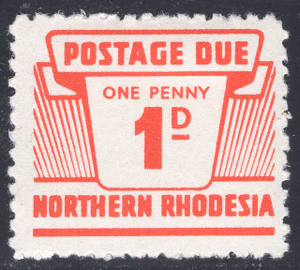 POSTAGE DUE
ONE PENNY
1D
NORTHERN RHODESIA